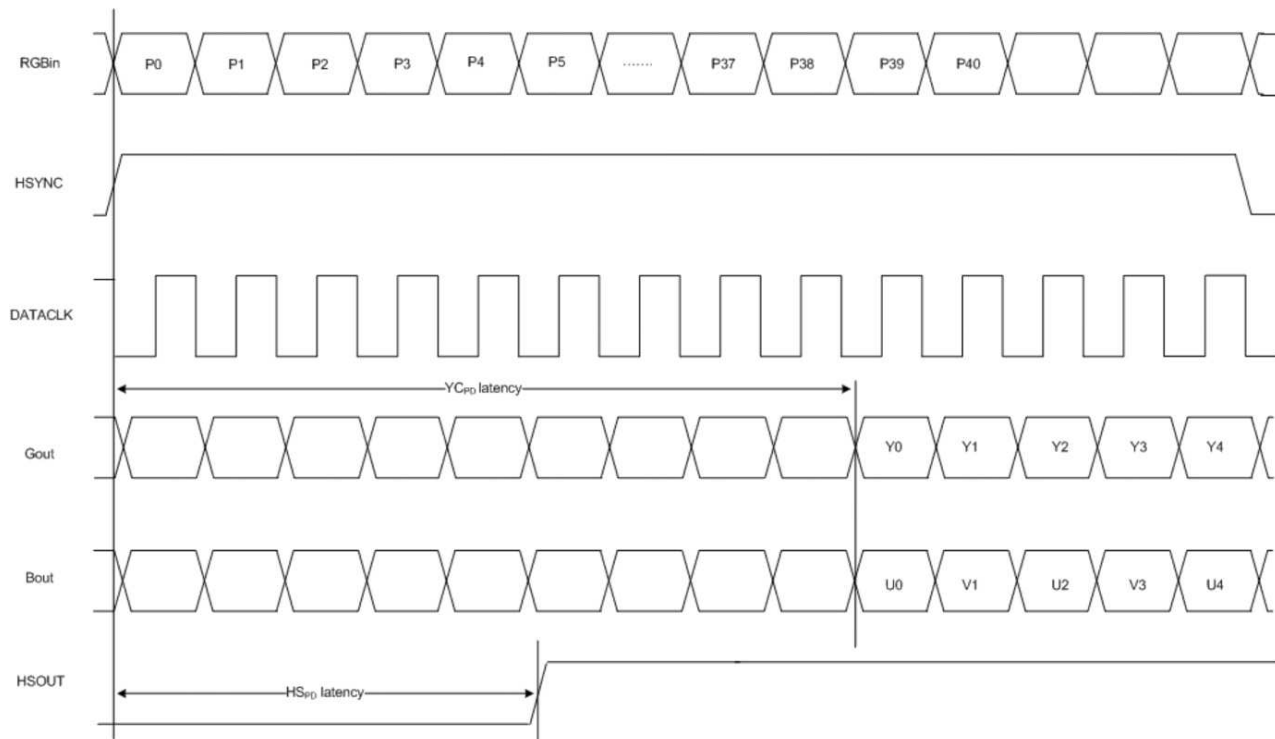 RGBin P0 P1 P2 P3 P4 P5 ....... P37 P38 P39 P40
HSYNC
DATACLK
YCPD latency
Gout Y0 Y1 Y2 Y3 Y4
Bout U0 V1 U2 V3 U4
HSOUT
HSPD latency